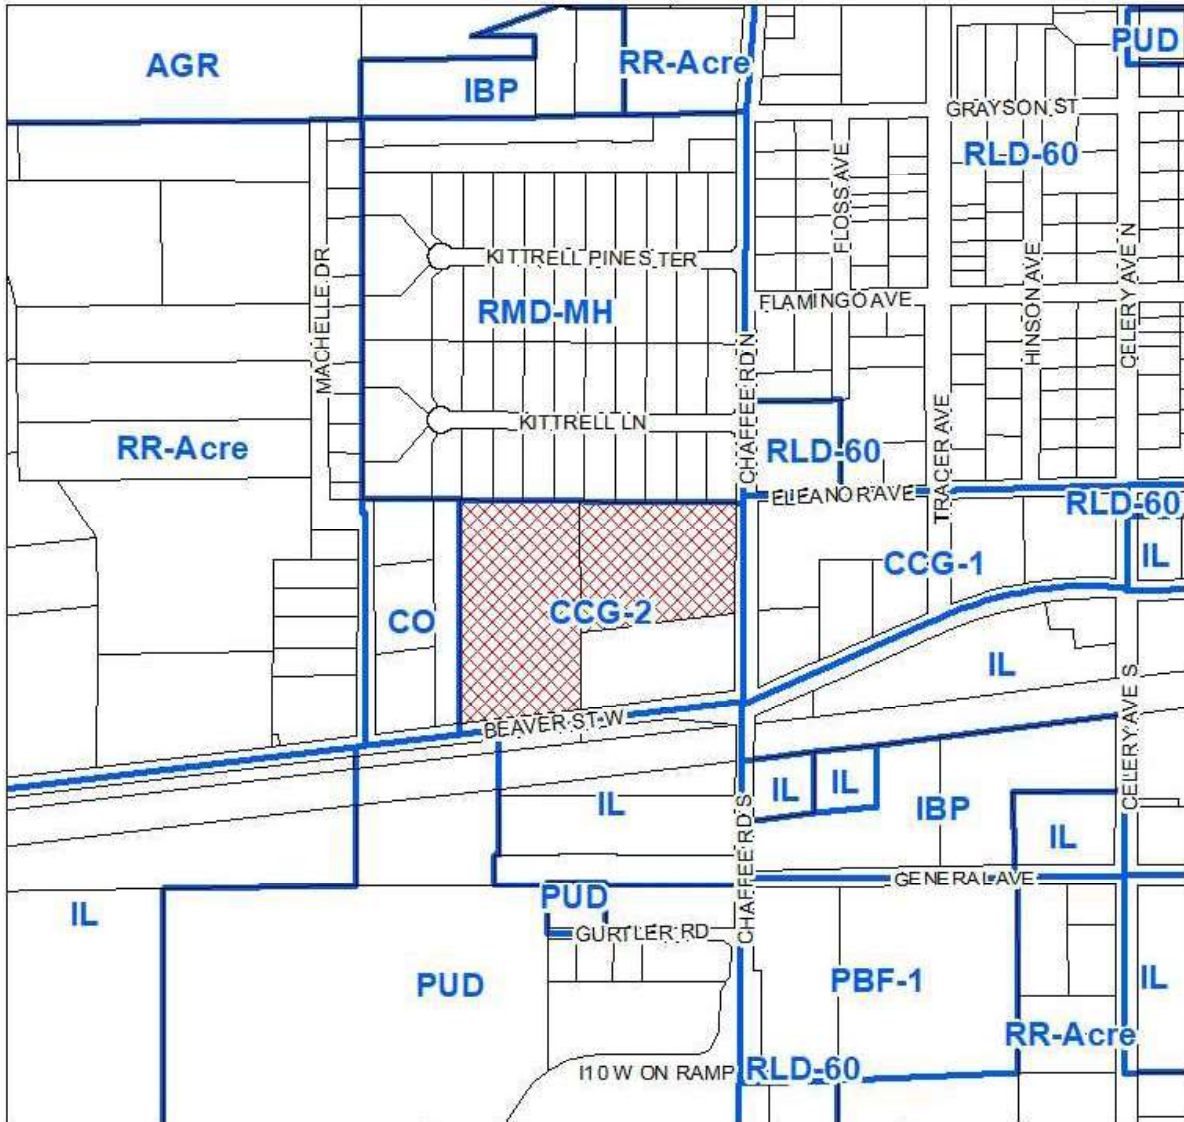 AGR
IBP
RR-Acre
PUD
GRAYSON ST
RLD-60
FLOSS AVE
MACHELLE DR
KITTRELL PINES TER
RMD-MH
FLAMINGO AVE
HINSON AVE
CELERY AVE N
CHAFFEE RD N
KITTRELL LN
RR-Acre
RLD-60
TRACER AVE
ELEANOR AVE
RLD-60
CCG-1
IL
CO
CCG-2
IL
BEAVER ST W
CELERY AVE S
IL
IL
IL
IBP
IL
CHAFFEE RD S
GENERAL AVE
IL
PUD
GURTLER RD
PUD
PBF-1
IL
RR-Acre
I10 W ON RAMP
RLD-60